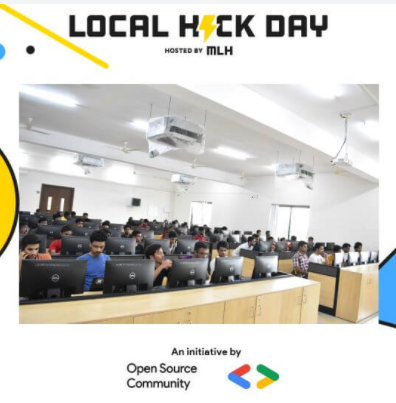 LOCAL HACK DAY
HOSTED BY MLH
An initiative by
Open Source
Community